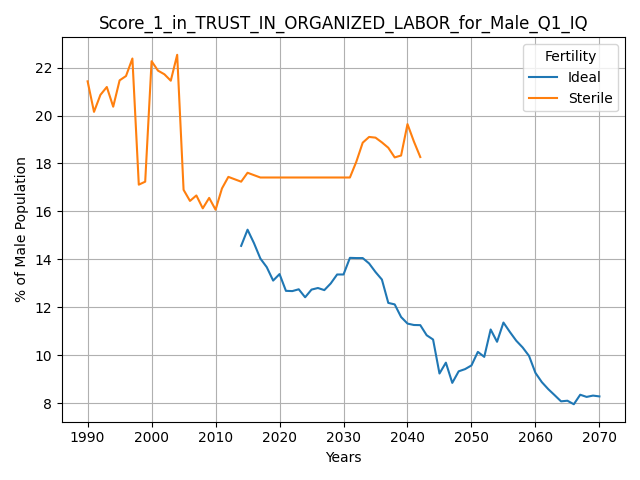 Score_1_in_TRUST_IN_ORGANIZED_LABOR_for_Male_Q1_IQ
Fertility
Ideal
Sterile
% of Male Population
22
20
18
16
14
12
10
8
1990 2000 2010 2020 2030 2040 2050 2060 2070
Years